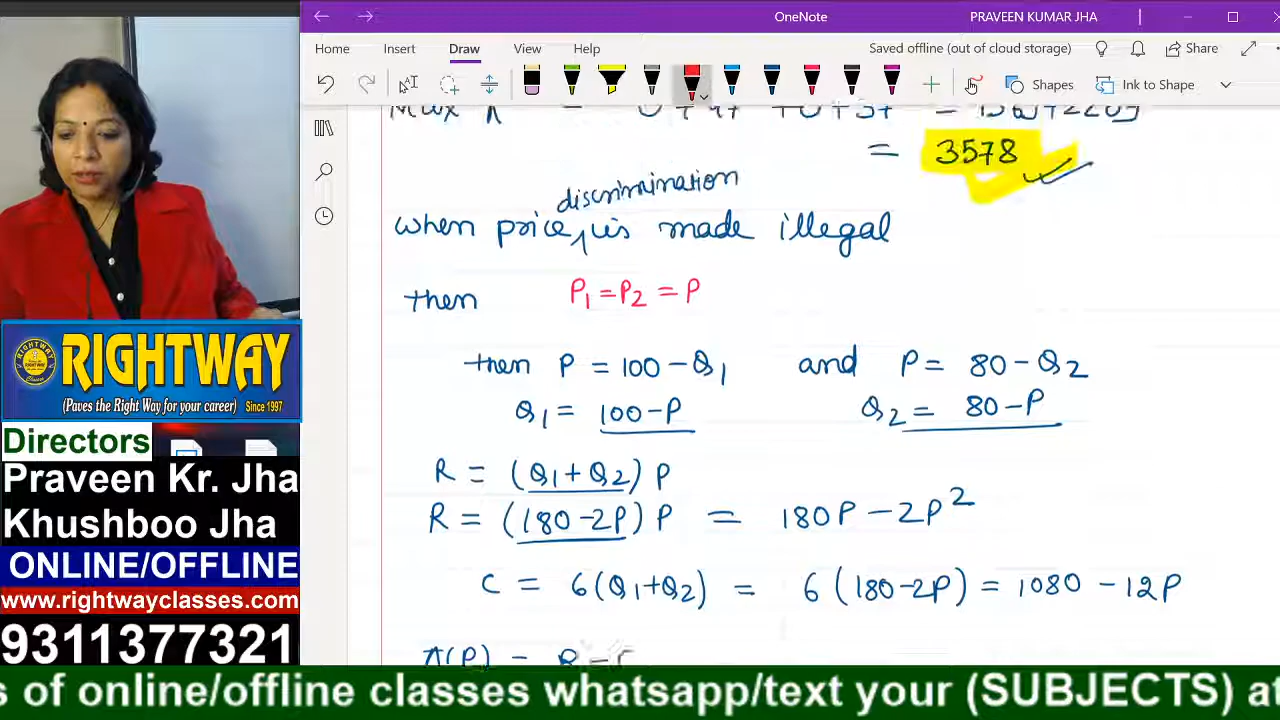 OneNote
PRAVEEN KUMAR JHA
Home Insert Draw View Help
Saved offline (out of cloud storage)
Share
Shapes
Ink to Shape
= 3578
discrimination
when price, is made illegal
then P1 = P2 = P
then P = 100 - Q1 and P = 80 - Q2
Q1 = 100 - P Q2 = 80 - P
R = (Q1 + Q2) P
R = (180 - 2P) P = 180P - 2P²
C = 6(Q1+Q2) = 6(180-2P) = 1080 - 12P
π(P) = R - C
RIGHTWAY
(Paves the Right Way for your career) Since 1997
Directors
Praveen Kr. Jha
Khushboo Jha
ONLINE/OFFLINE
www.rightwayclasses.com
9311377321
s of online/offline classes whatsapp/text your (SUBJECTS) at